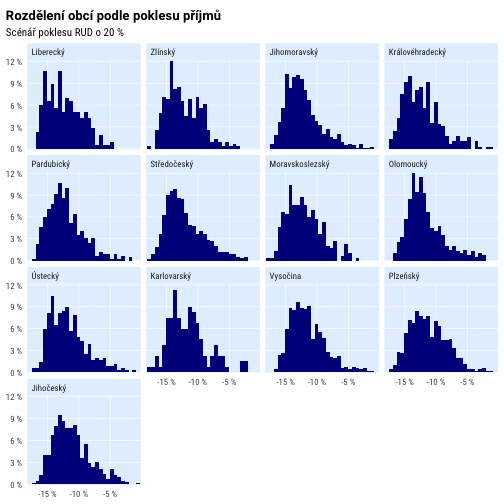 Rozdělení obcí podle poklesu příjmů
Scénář poklesu RUD o 20 %
Liberecký
Zlínský
Jihomoravský
Královéhradecký
12 %
9 %
6 %
3 %
0 %
Pardubický
Středočeský
Moravskoslezský
Olomoucký
12 %
9 %
6 %
3 %
0 %
Ústecký
Karlovarský
Vysočina
Plzeňský
12 %
9 %
6 %
3 %
0 %
-15 % -10 % -5 %
-15 % -10 % -5 %
-15 % -10 % -5 %
Jihočeský
12 %
9 %
6 %
3 %
0 %
-15 % -10 % -5 %